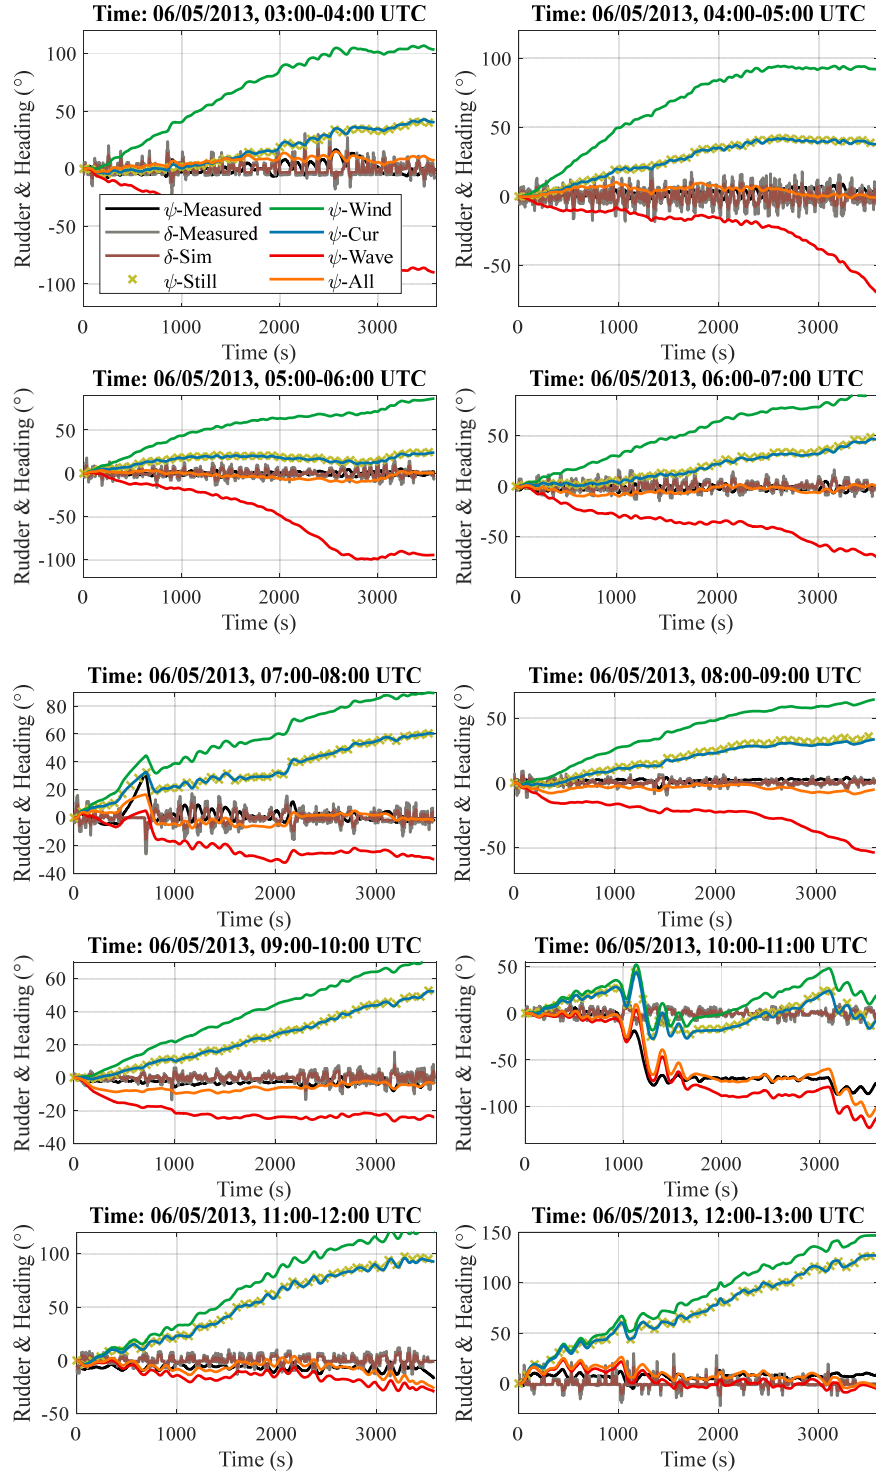 Time: 06/05/2013, 03:00-04:00 UTC
Rudder & Heading (°)
100
50
0
-50
-100
ψ-Measured
δ-Measured
δ-Sim
ψ-Still
ψ-Wind
ψ-Cur
ψ-Wave
ψ-All
0 1000 2000 3000
Time (s)
Time: 06/05/2013, 04:00-05:00 UTC
Rudder & Heading (°)
100
50
0
-50
0 1000 2000 3000
Time (s)
Time: 06/05/2013, 05:00-06:00 UTC
Rudder & Heading (°)
50
0
-50
-100
0 1000 2000 3000
Time (s)
Time: 06/05/2013, 06:00-07:00 UTC
Rudder & Heading (°)
50
0
-50
0 1000 2000 3000
Time (s)
Time: 06/05/2013, 07:00-08:00 UTC
Rudder & Heading (°)
80
60
40
20
0
-20
-40
0 1000 2000 3000
Time (s)
Time: 06/05/2013, 08:00-09:00 UTC
Rudder & Heading (°)
50
0
-50
0 1000 2000 3000
Time (s)
Time: 06/05/2013, 09:00-10:00 UTC
Rudder & Heading (°)
60
40
20
0
-20
-40
0 1000 2000 3000
Time (s)
Time: 06/05/2013, 10:00-11:00 UTC
Rudder & Heading (°)
50
0
-50
-100
0 1000 2000 3000
Time (s)
Time: 06/05/2013, 11:00-12:00 UTC
Rudder & Heading (°)
100
50
0
-50
0 1000 2000 3000
Time (s)
Time: 06/05/2013, 12:00-13:00 UTC
Rudder & Heading (°)
150
100
50
0
0 1000 2000 3000
Time (s)